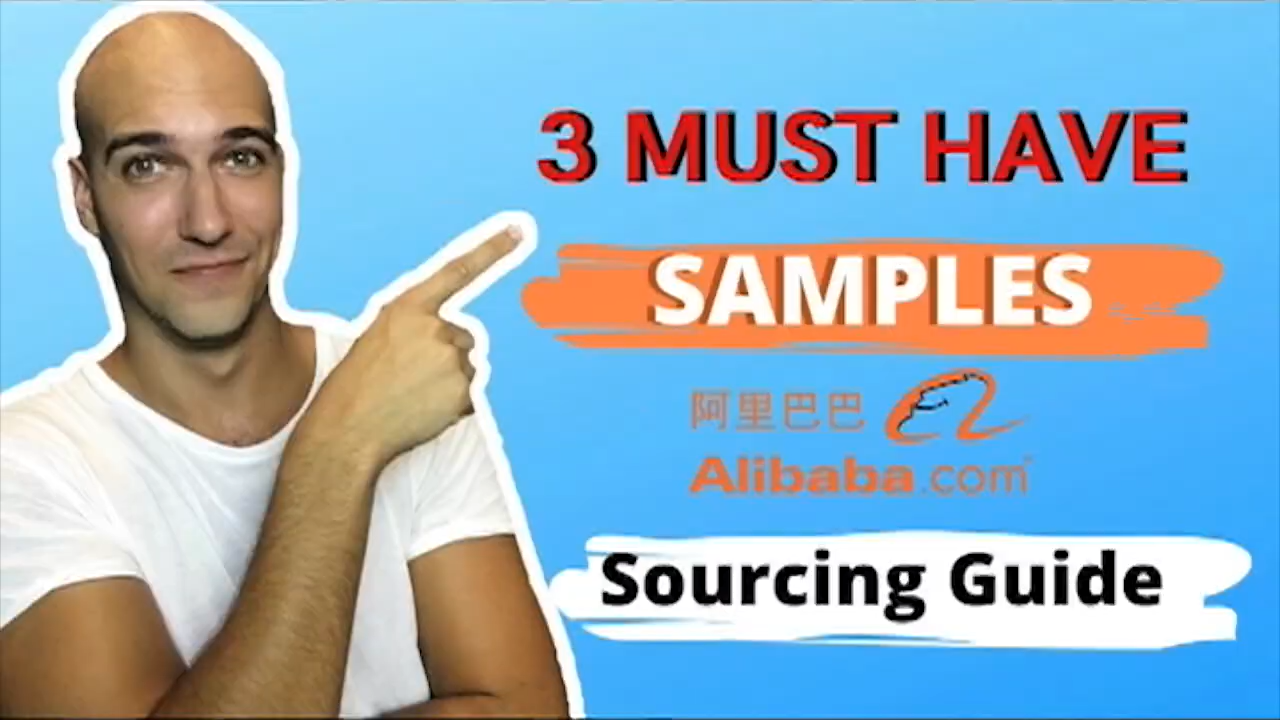 3 MUST HAVE
SAMPLES
阿里巴巴
Alibaba.com
Sourcing Guide